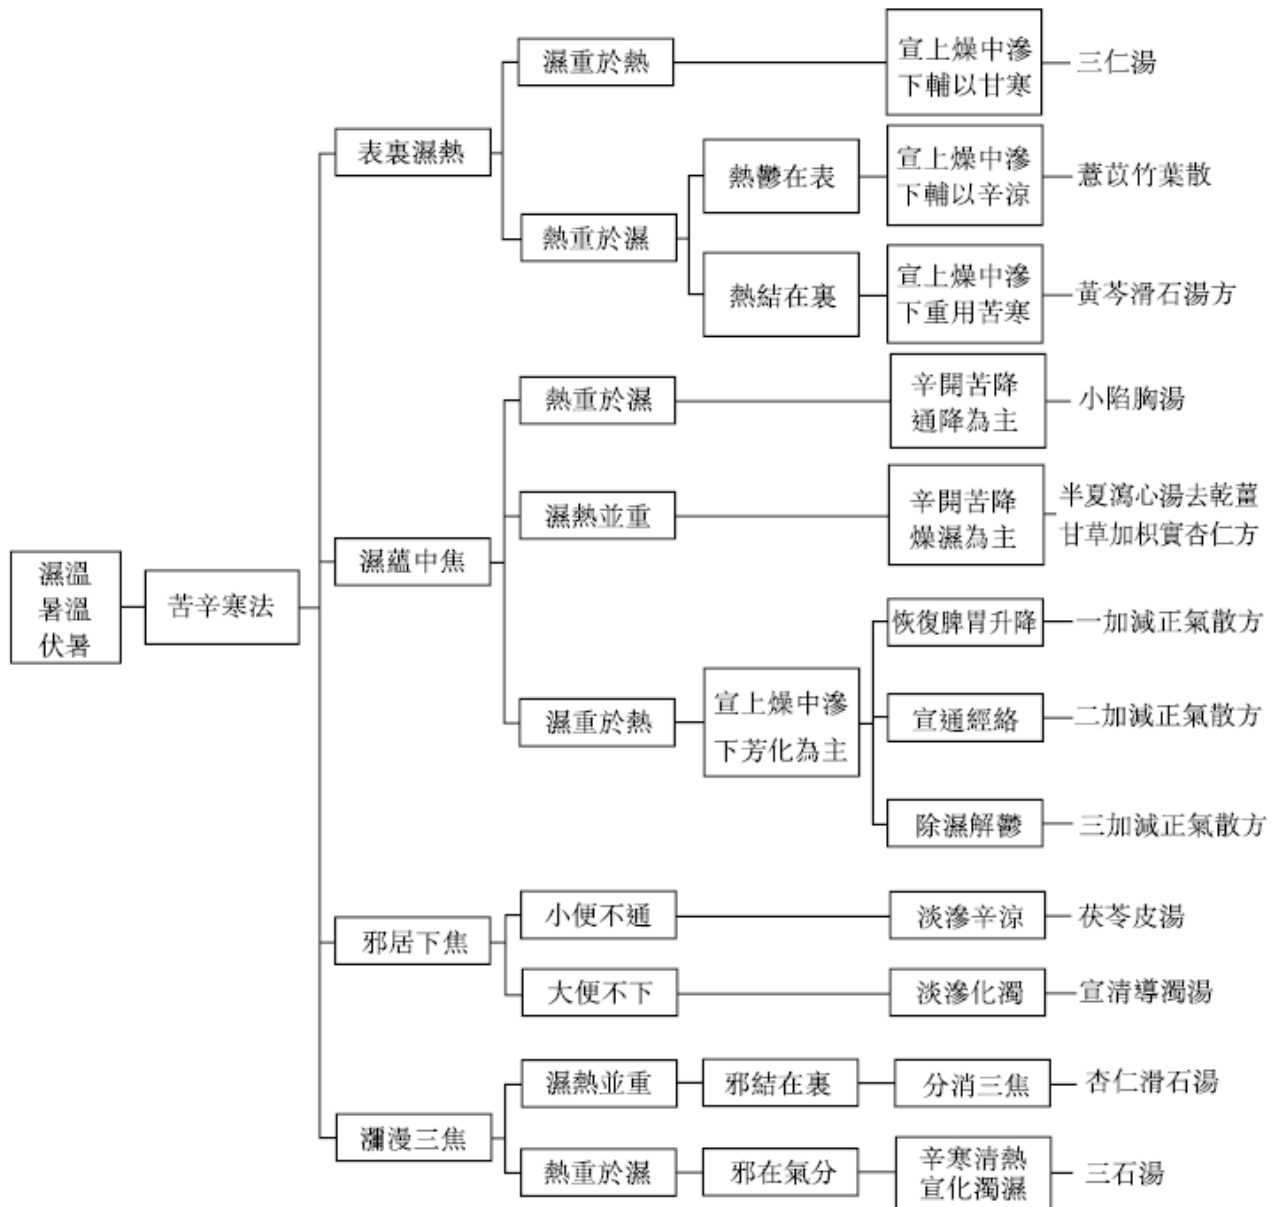 濕溫
暑溫
伏暑
苦辛寒法
表裏濕熱
濕重於熱
宣上燥中滲
下輔以甘寒
三仁湯
熱重於濕
熱鬱在表
宣上燥中滲
下輔以辛涼
薏苡竹葉散
熱結在裏
宣上燥中滲
下重用苦寒
黃芩滑石湯方
濕蘊中焦
熱重於濕
辛開苦降
通降為主
小陷胸湯
濕熱並重
辛開苦降
燥濕為主
半夏瀉心湯去乾薑
甘草加枳實杏仁方
濕重於熱
宣上燥中滲
下芳化為主
恢復脾胃升降
一加減正氣散方
宣通經絡
二加減正氣散方
除濕解鬱
三加減正氣散方
邪居下焦
小便不通
淡滲辛涼
茯苓皮湯
大便不下
淡滲化濁
宣清導濁湯
瀰漫三焦
濕熱並重
邪結在裏
分消三焦
杏仁滑石湯
熱重於濕
邪在氣分
辛寒清熱
宣化濁濕
三石湯